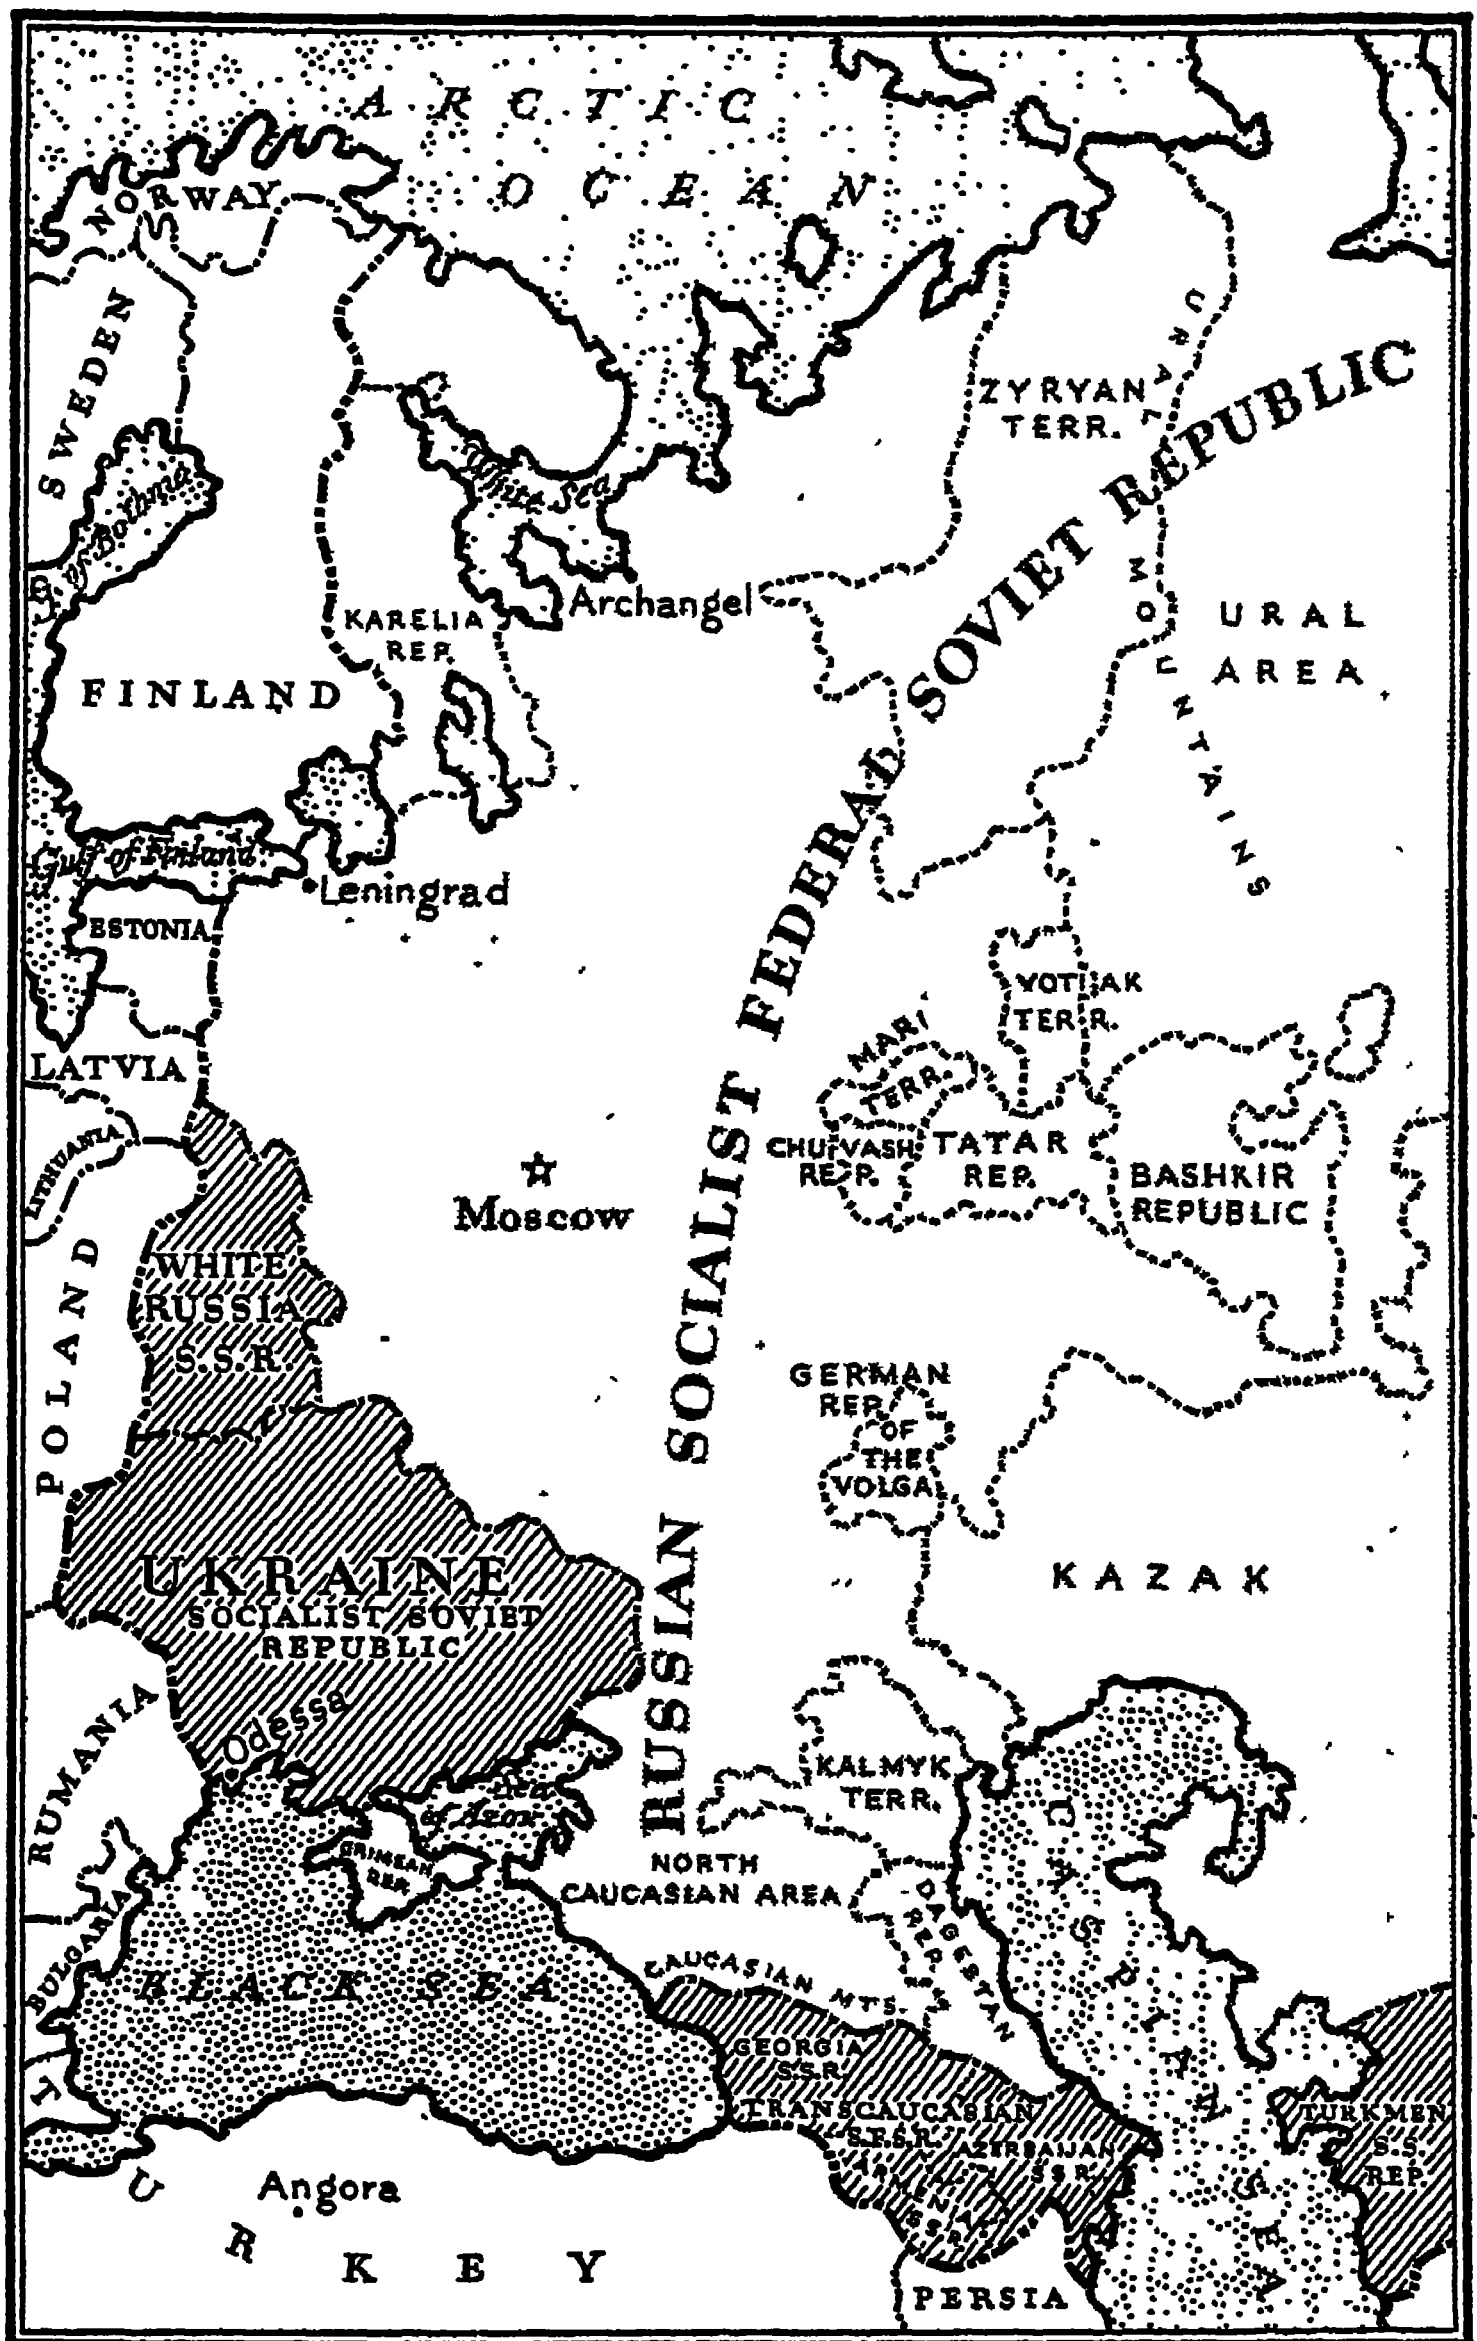 ARCTIC
OCEAN
NORWAY
SWEDEN
G. of Bothnia
White Sea
Archangel
KARELIA
REP.
FINLAND
ZYRYAN
TERR.
URAL
MOUNTAINS
URAL
AREA
RUSSIAN SOCIALIST FEDERAL SOVIET REPUBLIC
Gulf of Finland
Leningrad
ESTONIA
LATVIA
LITHUANIA
POLAND
VOTIAK
TERR.
MARI
TERR.
CHUVASH
REP.
TATAR
REP.
BASHKIR
REPUBLIC
Moscow
WHITE
RUSSIA
S.S.R.
GERMAN
REP.
OF
THE
VOLGA
KAZAK
UKRAINE
SOCIALIST SOVIET
REPUBLIC
Odessa
RUMANIA
BULGARIA
Sea
of Azov
CRIMEAN
REP.
KALMYK
TERR.
NORTH
CAUCASIAN AREA
DAGESTAN
REP.
CAUCASIAN MTS.
BLACK SEA
CASPIAN SEA
GEORGIA
S.S.R.
TRANSCAUCASIAN
S.F.S.R.
AZERBAIJAN
S.S.R.
ARMENIA
S.S.R.
TURKMEN
S.S.
REP.
Angora
TURKEY
PERSIA